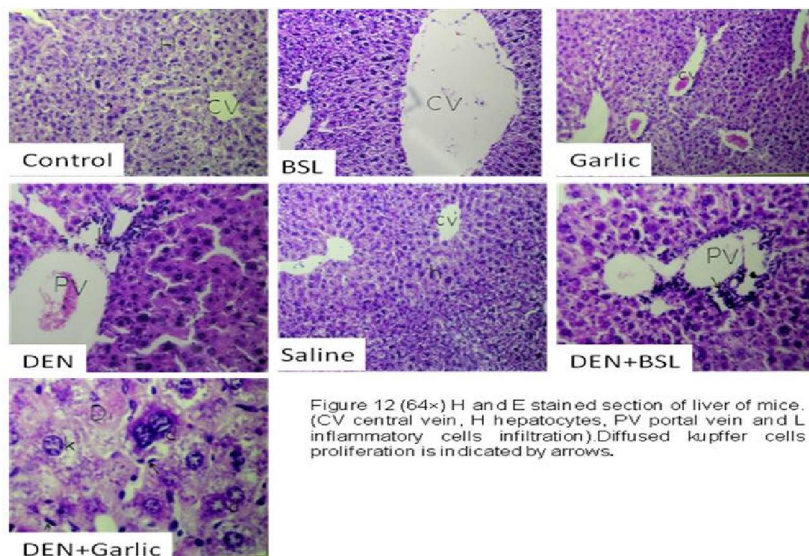 H
CV
Control
CV
BSL
CV
Garlic
PV
DEN
CV
h
Saline
PV
DEN+BSL
D
K
DEN+Garlic
Figure 12 (64×) H and E stained section of liver of mice.
(CV central vein, H hepatocytes, PV portal vein and L
inflammatory cells infiltration).Diffused kupffer cells
proliferation is indicated by arrows.